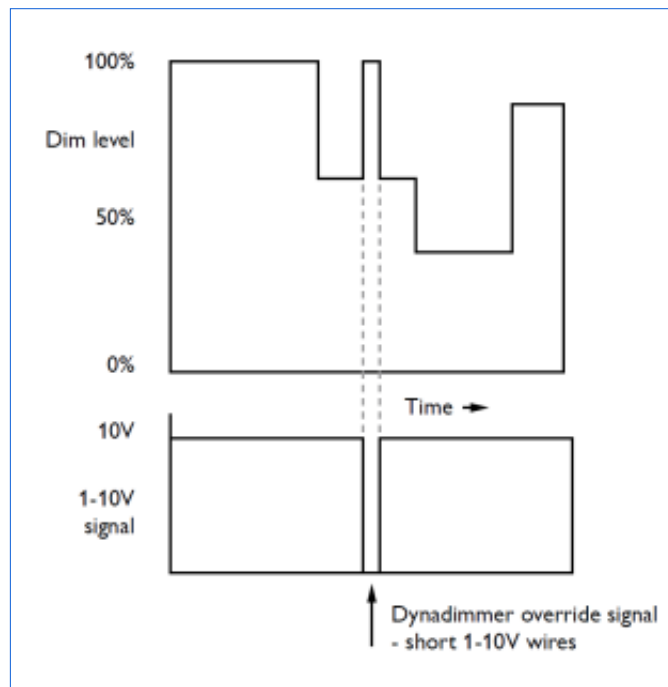 100%
Dim level
50%
0%
Time
10V
1-10V
signal
Dynadimmer override signal
- short 1-10V wires